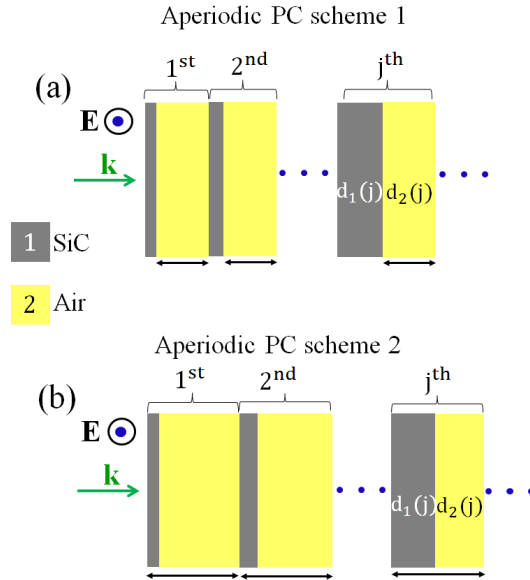 Aperiodic PC scheme 1
1st 2nd jth
(a)
E
k
d₁(j) d₂(j)
1 SiC
2 Air
Aperiodic PC scheme 2
1st 2nd jth
(b)
E
k
d₁(j) d₂(j)